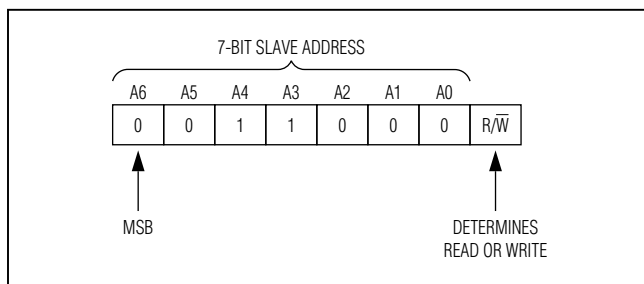 7-BIT SLAVE ADDRESS
A6 A5 A4 A3 A2 A1 A0
0 0 1 1 0 0 0 R/W̅
MSB
DETERMINES
READ OR WRITE